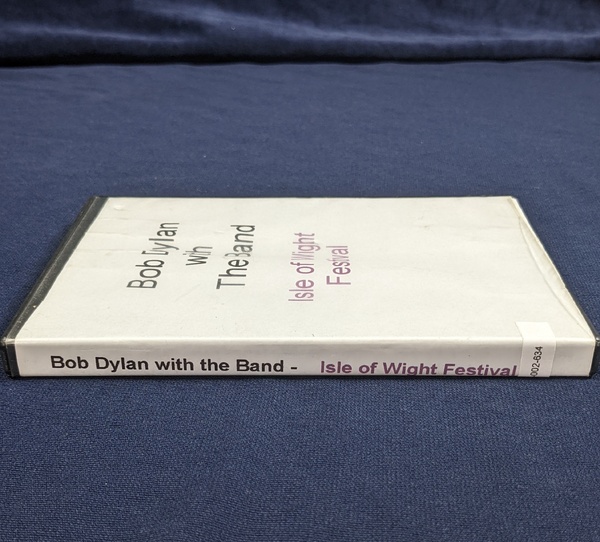 Bob Dylan
with
The Band
Isle of Wight
Festival
Bob Dylan with the Band - Isle of Wight Festival
002-634